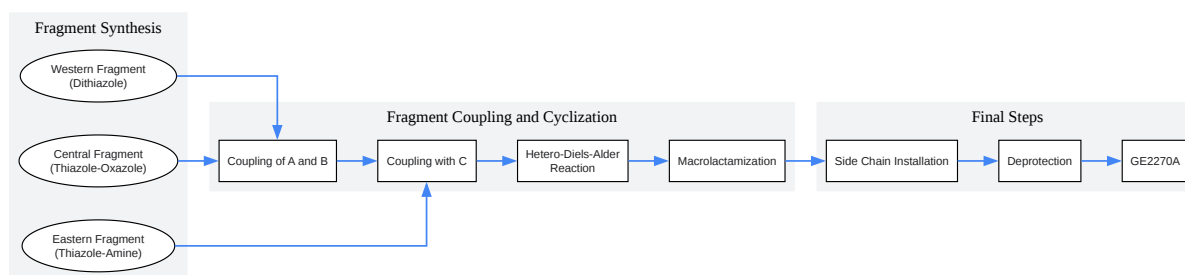 Fragment Synthesis
Western Fragment
(Dithiazole)
Central Fragment
(Thiazole-Oxazole)
Eastern Fragment
(Thiazole-Amine)
Fragment Coupling and Cyclization
Coupling of A and B
Coupling with C
Hetero-Diels-Alder
Reaction
Macrolactamization
Final Steps
Side Chain Installation
Deprotection
GE2270A